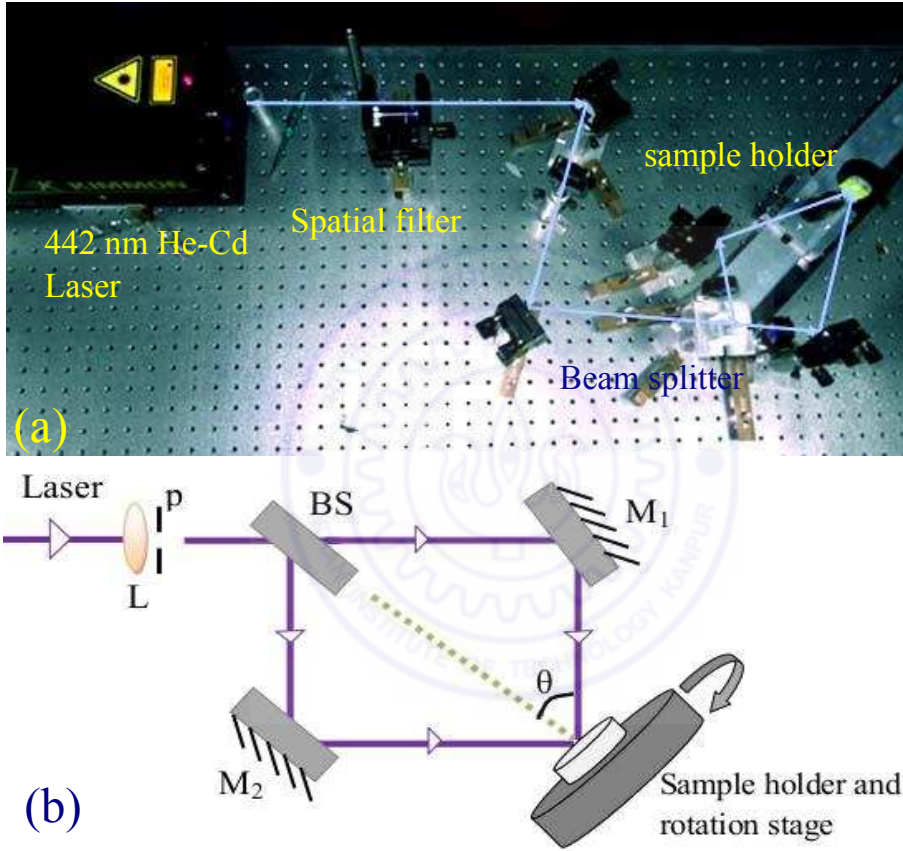 KIMMON
sample holder
Spatial filter
442 nm He-Cd
Laser
Beam splitter
(a)
Laser
p
BS
M₁
L
θ
M₂
Sample holder and
rotation stage
(b)
INSTITUTE OF TECHNOLOGY KANPUR